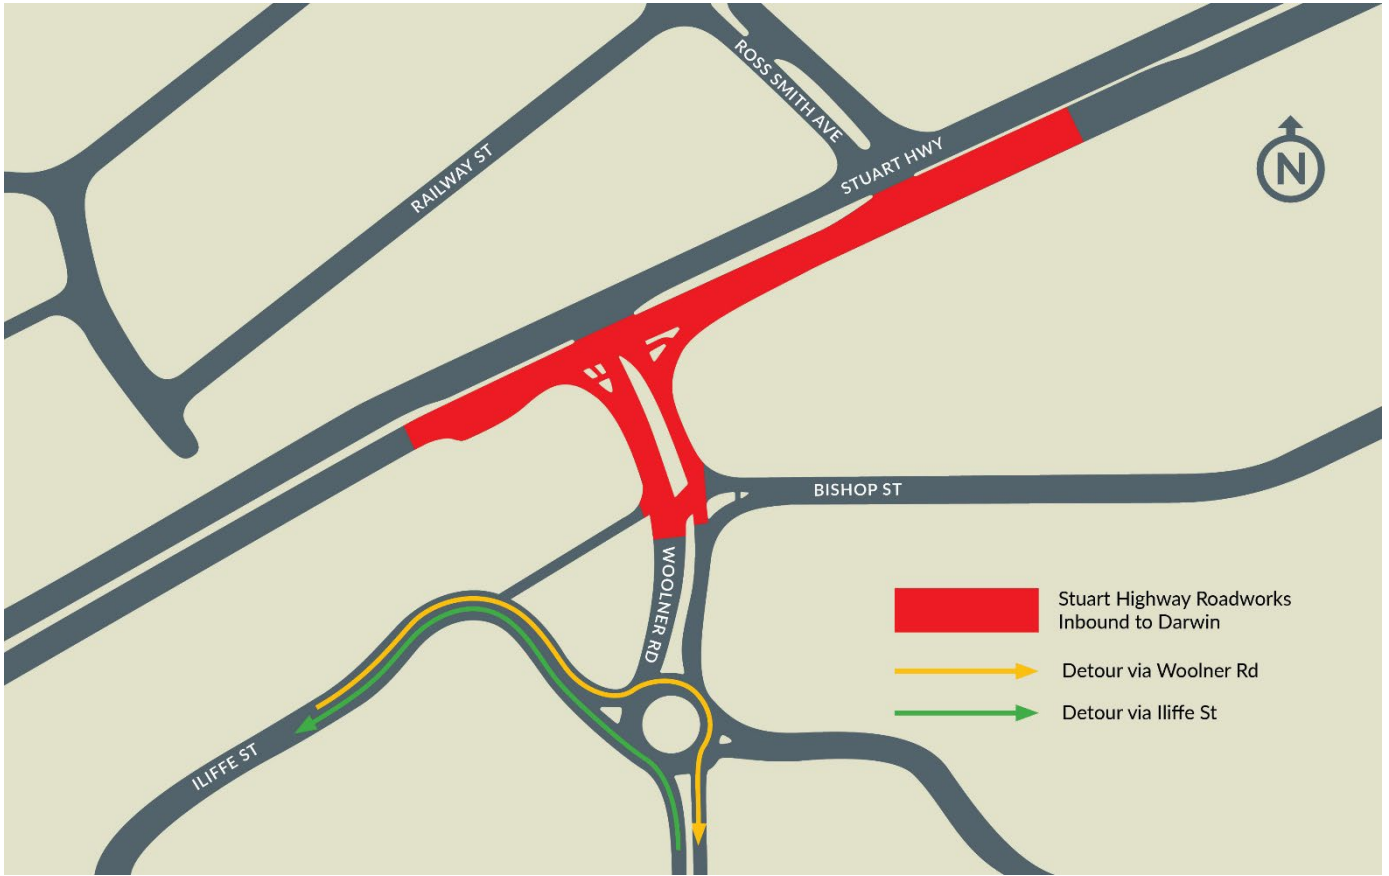 ROSS SMITH AVE
STUART HWY
RAILWAY ST
N
BISHOP ST
WOOLNER RD
ILIFFE ST
Stuart Highway Roadworks
Inbound to Darwin
Detour via Woolner Rd
Detour via Iliffe St